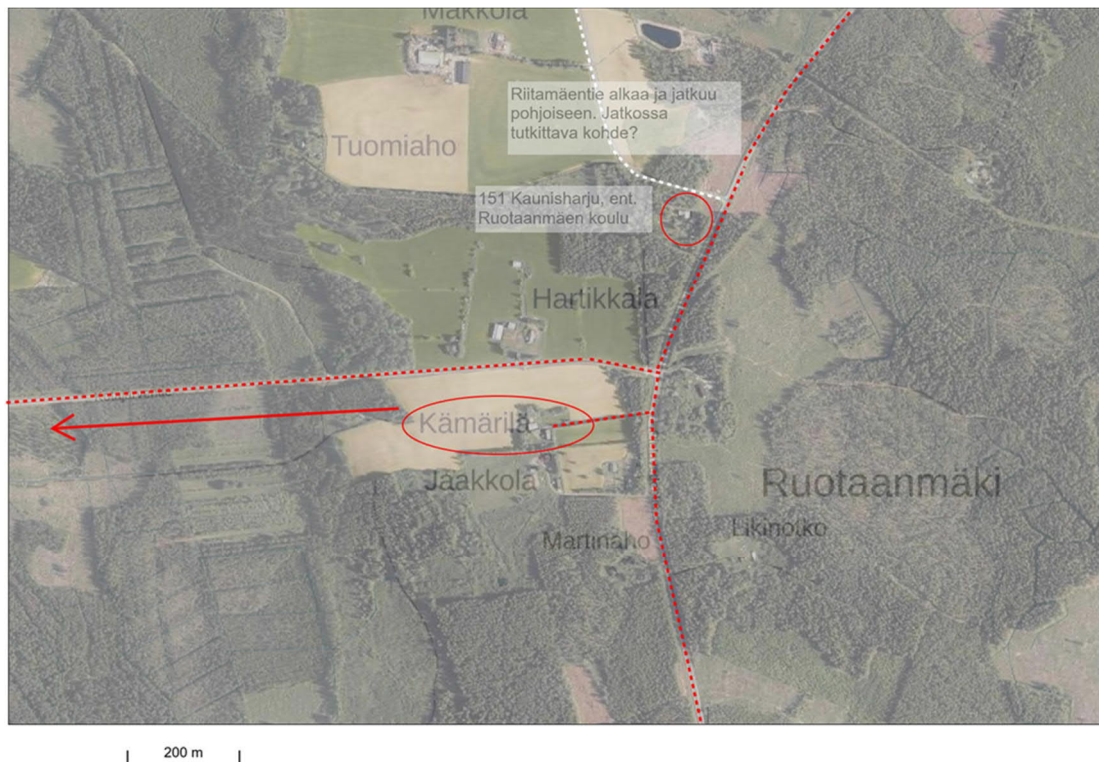 Makkola
Riitamäentie alkaa ja jatkuu
pohjoiseen. Jatkossa
tutkittava kohde?
Tuomiaho
151 Kaunisharju, ent.
Ruotaanmäen koulu
Hartikkala
Kämärilä
Jaakkola
Ruotaanmäki
Martinaho
Likinotko
200 m